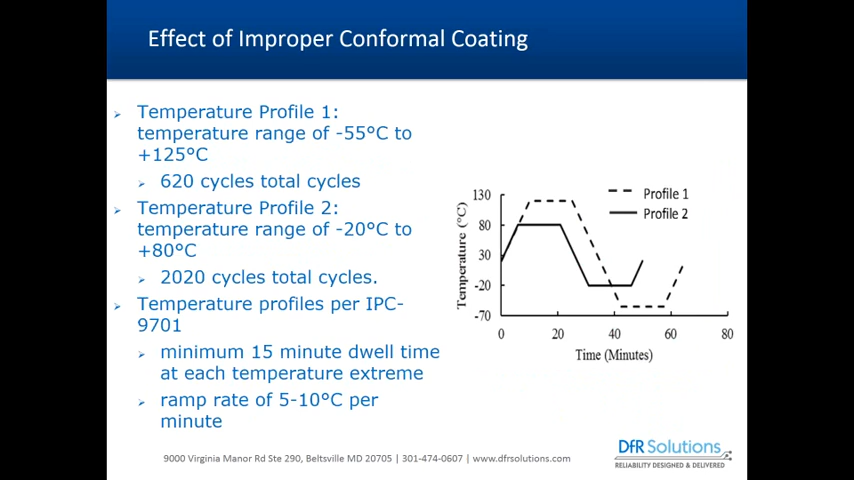 Effect of Improper Conformal Coating
Temperature Profile 1:
temperature range of -55°C to
+125°C
620 cycles total cycles
Temperature Profile 2:
temperature range of -20°C to
+80°C
2020 cycles total cycles.
Temperature profiles per IPC-
9701
minimum 15 minute dwell time
at each temperature extreme
ramp rate of 5-10°C per
minute
Temperature (°C)
130
80
30
-20
-70
Profile 1
Profile 2
0 20 40 60 80
Time (Minutes)
9000 Virginia Manor Rd Ste 290, Beltsville MD 20705 | 301-474-0607 | www.dfrsolutions.com
DfR Solutions
RELIABILITY DESIGNED & DELIVERED